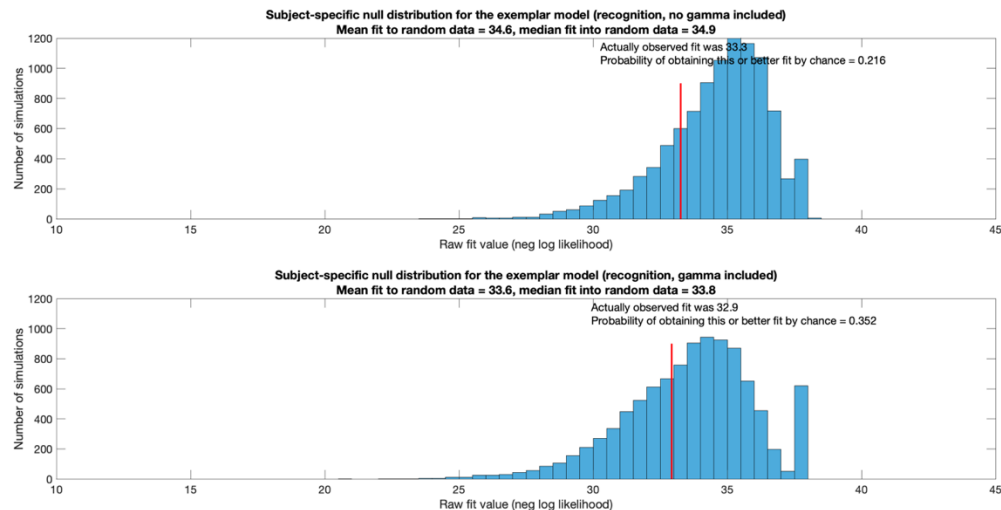 Subject-specific null distribution for the exemplar model (recognition, no gamma included)
Mean fit to random data = 34.6, median fit into random data = 34.9
1200
Actually observed fit was 33.3
Probability of obtaining this or better fit by chance = 0.216
1000
800
600
400
200
0
Number of simulations
10 15 20 25 30 35 40 45
Raw fit value (neg log likelihood)
Subject-specific null distribution for the exemplar model (recognition, gamma included)
Mean fit to random data = 33.6, median fit into random data = 33.8
1200
Actually observed fit was 32.9
Probability of obtaining this or better fit by chance = 0.352
1000
800
600
400
200
0
Number of simulations
10 15 20 25 30 35 40 45
Raw fit value (neg log likelihood)